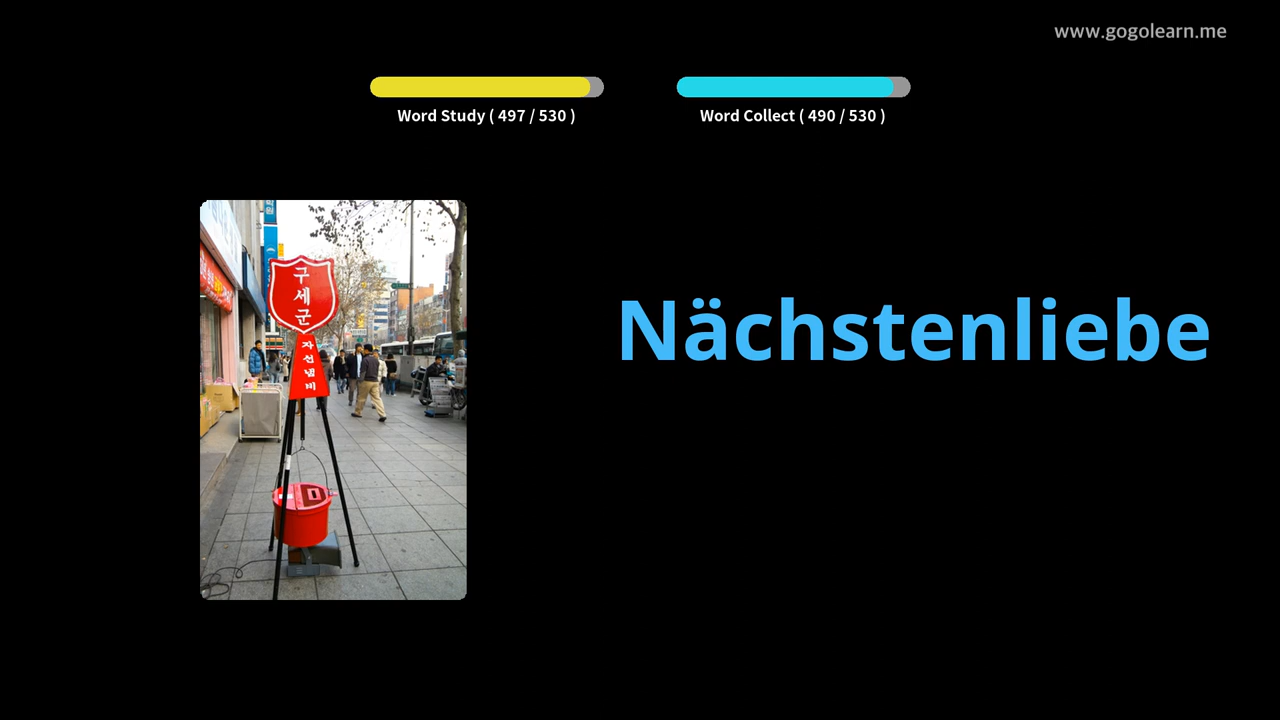 www.gogolearn.me
Word Study ( 497 / 530 )
Word Collect ( 490 / 530 )
Nächstenliebe
구
세
군
자
선
냄
비